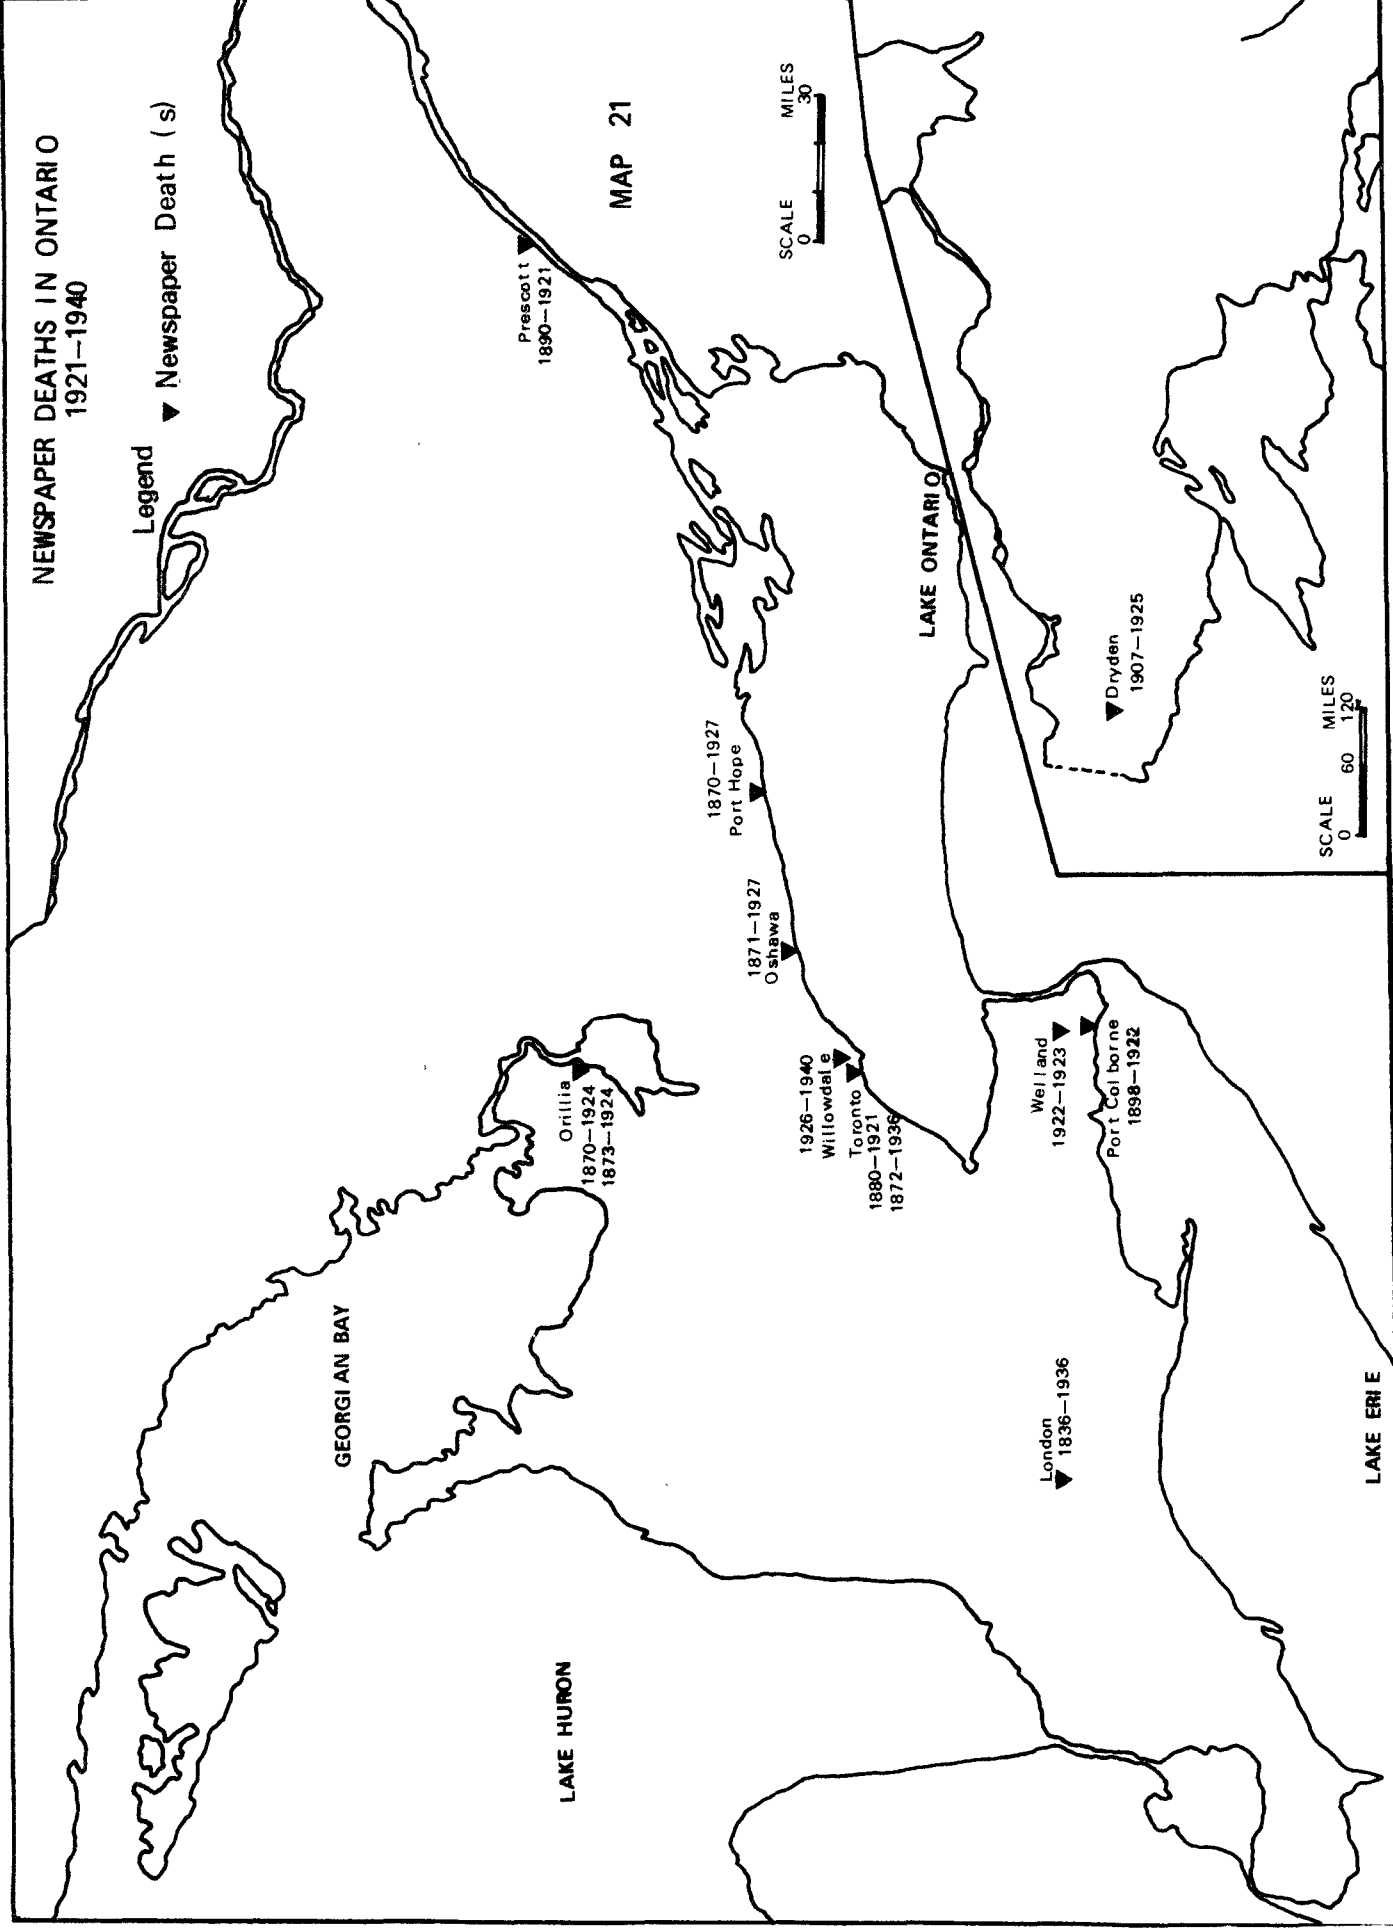 NEWSPAPER DEATHS IN ONTARIO
1921–1940
Legend
▼ Newspaper Death (s)
Prescott
1890–1921
MAP 21
SCALE MILES
0 30
1870–1927
Port Hope
1871–1927
Oshawa
LAKE ONTARIO
Orillia
1870–1924
1873–1924
1926–1940
Willowdale
Toronto
1880–1921
1872–1936
Welland
1922–1923
Port Colborne
1898–1922
GEORGIAN BAY
London
1836–1936
LAKE HURON
LAKE ERIE
Dryden
1907–1925
SCALE MILES
0 60 120